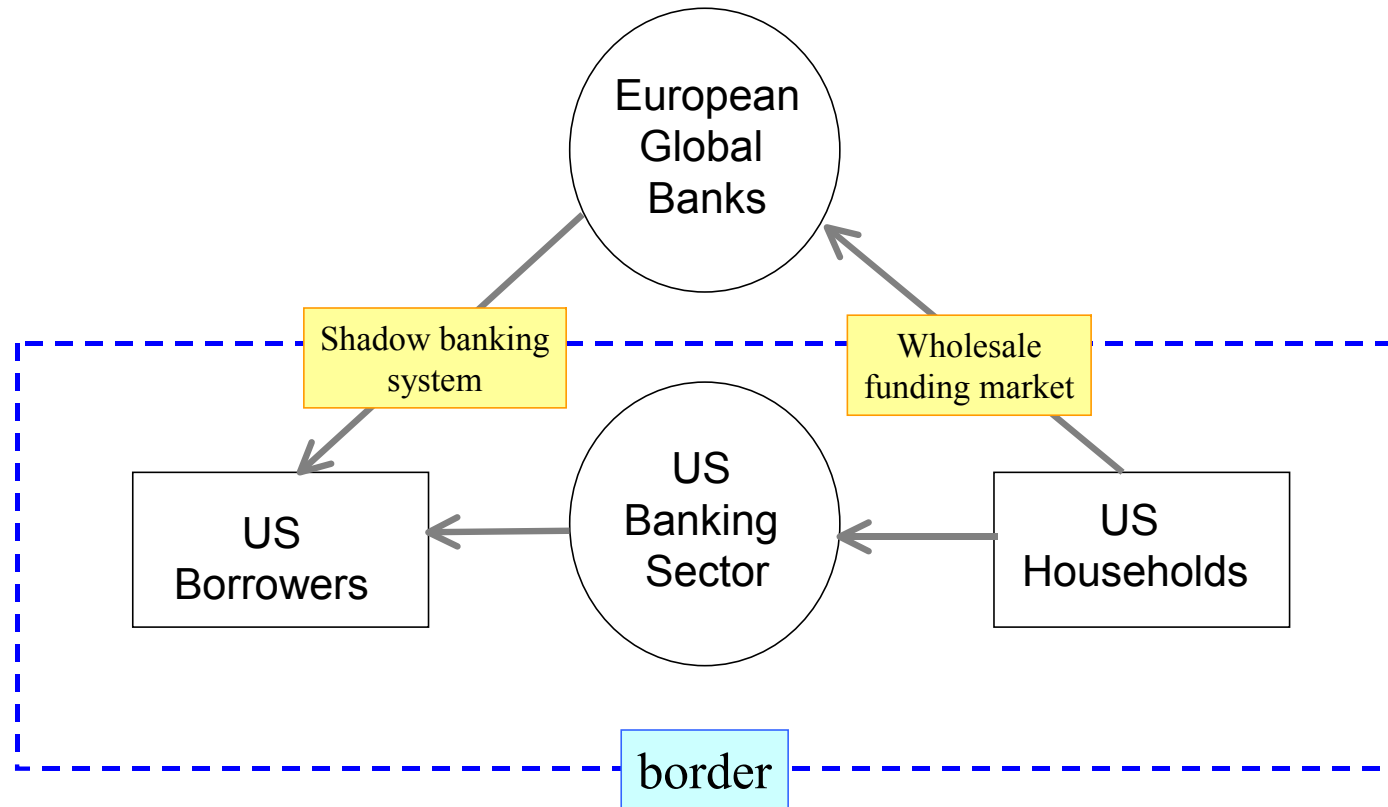 European
Global
Banks
Shadow banking
system
Wholesale
funding market
US
Borrowers
US
Banking
Sector
US
Households
border